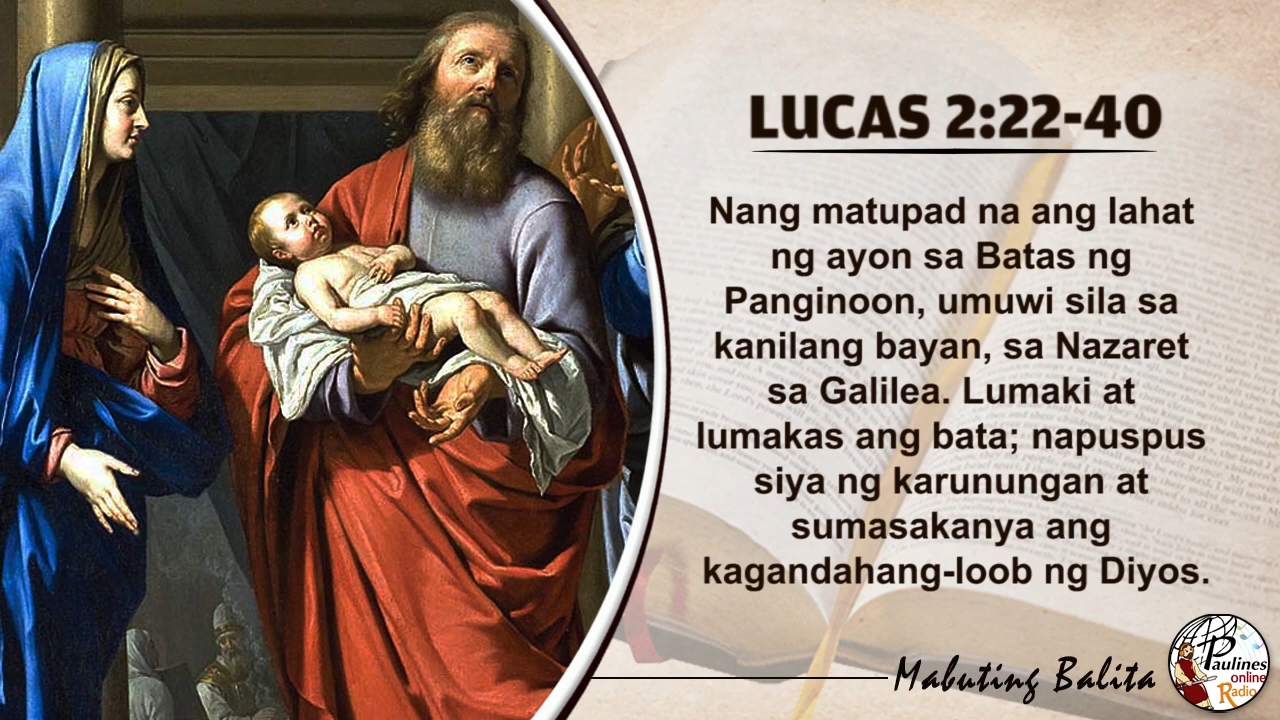 LUCAS 2:22-40
Nang matupad na ang lahat
ng ayon sa Batas ng
Panginoon, umuwi sila sa
kanilang bayan, sa Nazaret
sa Galilea. Lumaki at
lumakas ang bata; napuspus
siya ng karunungan at
sumasakanya ang
kagandahang-loob ng Diyos.
Mabuting Balita
Paulines
online
Radio